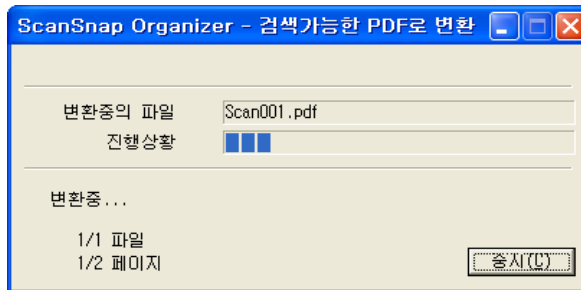 ScanSnap Organizer - 검색가능한 PDF로 변환
변환중의 파일 Scan001.pdf
진행상황
변환중...
1/1 파일
1/2 페이지
중지(C)